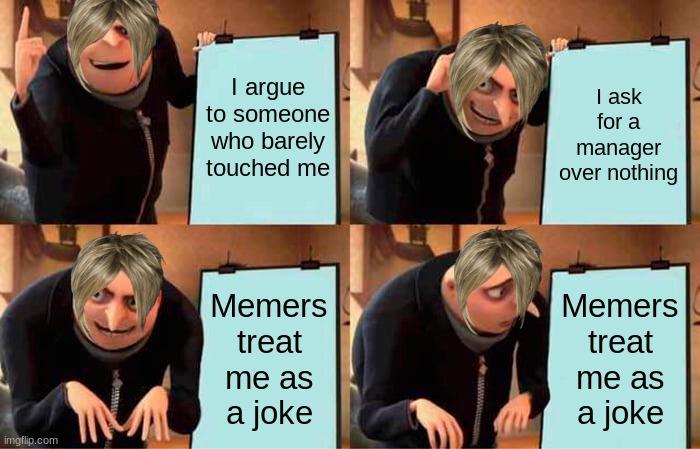 I argue
to someone
who barely
touched me
I ask
for a
manager
over nothing
Memers
treat
me as
a joke
Memers
treat
me as
a joke
imgflip.com